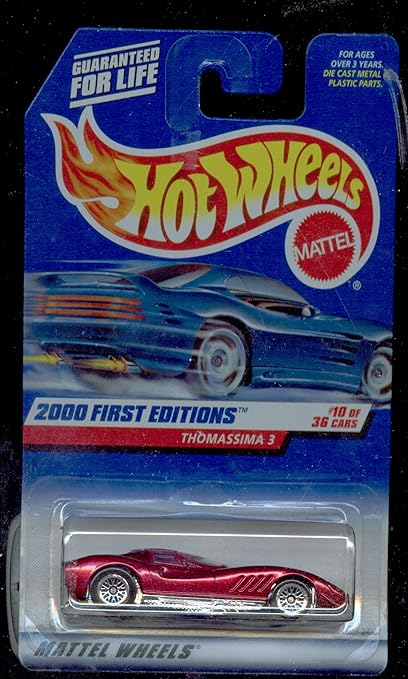 GUARANTEED
FOR LIFE
FOR AGES
OVER 3 YEARS.
DIE CAST METAL
PLASTIC PARTS.
HOT WHEELS
MATTEL
®
2000 FIRST EDITIONS™
#10 OF
36 CARS
THOMASSIMA 3
MATTEL WHEELS®